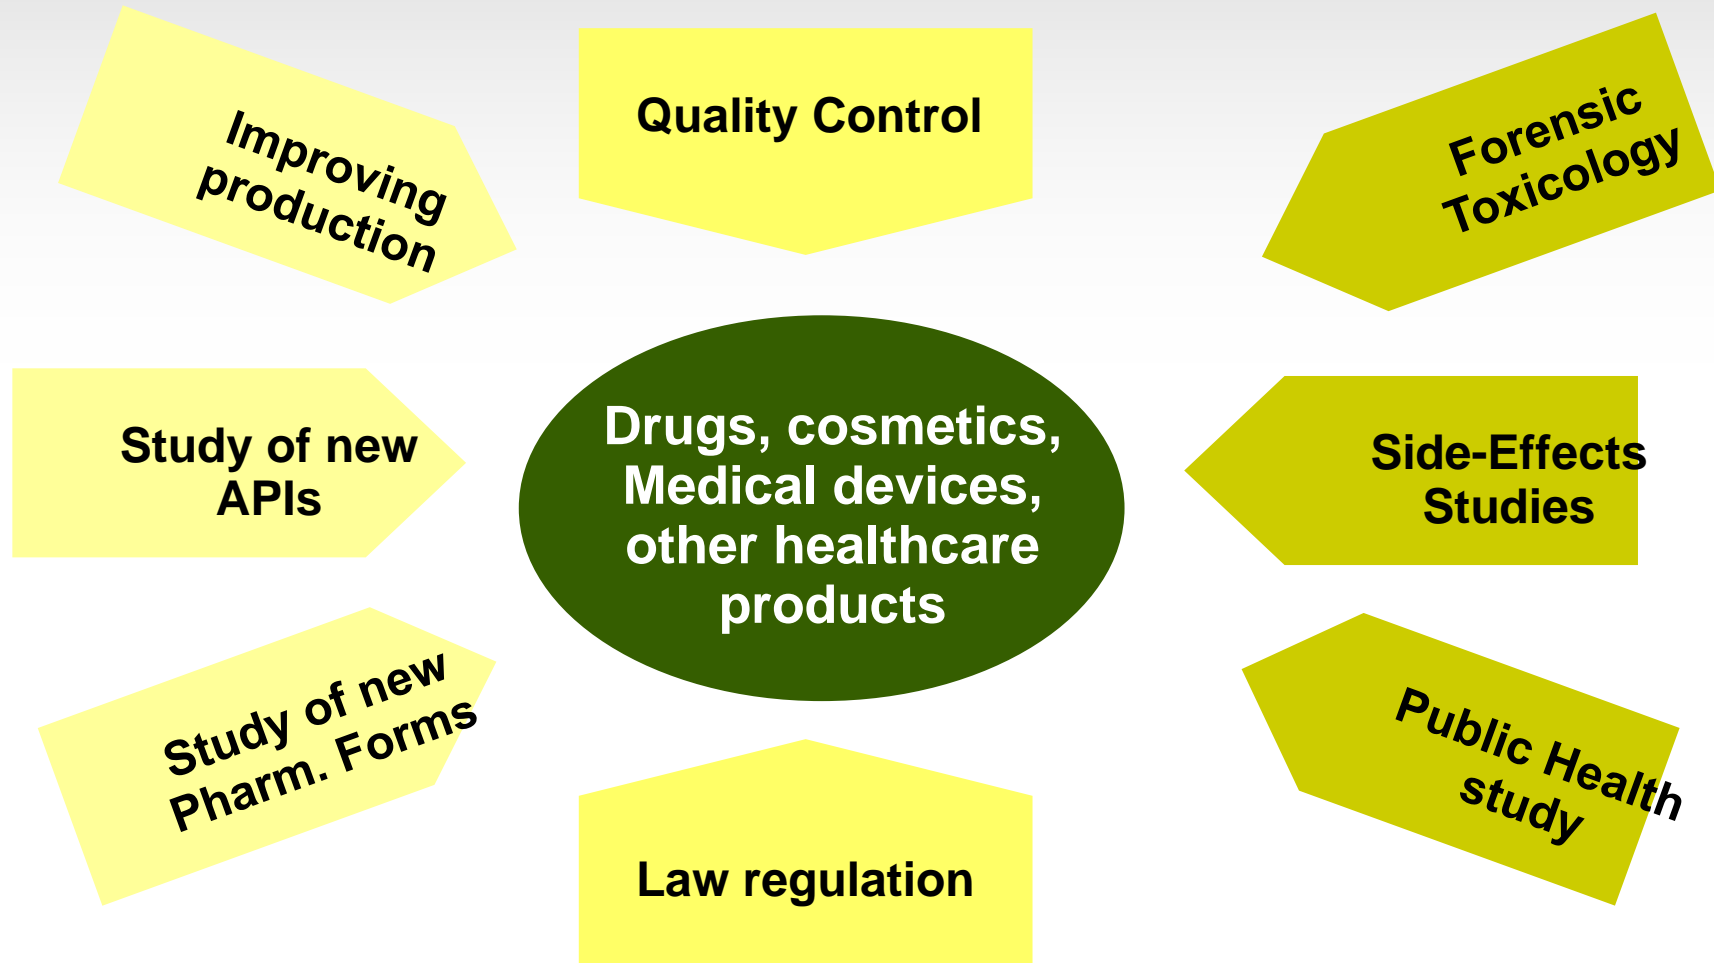 Improving
production
Quality Control
Forensic
Toxicology
Study of new
APIs
Drugs, cosmetics,
Medical devices,
other healthcare
products
Side-Effects
Studies
Study of new
Pharm. Forms
Law regulation
Public Health
study